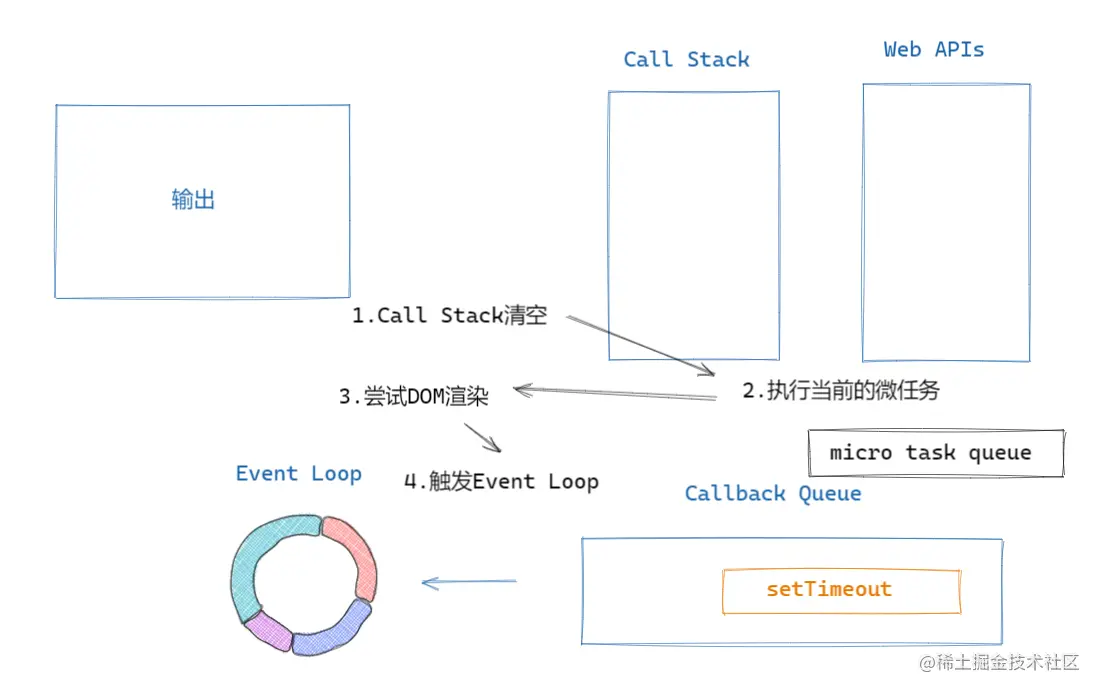 Call Stack
Web APIs
输出
1.Call Stack清空
2.执行当前的微任务
3.尝试DOM渲染
micro task queue
Event Loop
4.触发Event Loop
Callback Queue
setTimeout
@稀土掘金技术社区